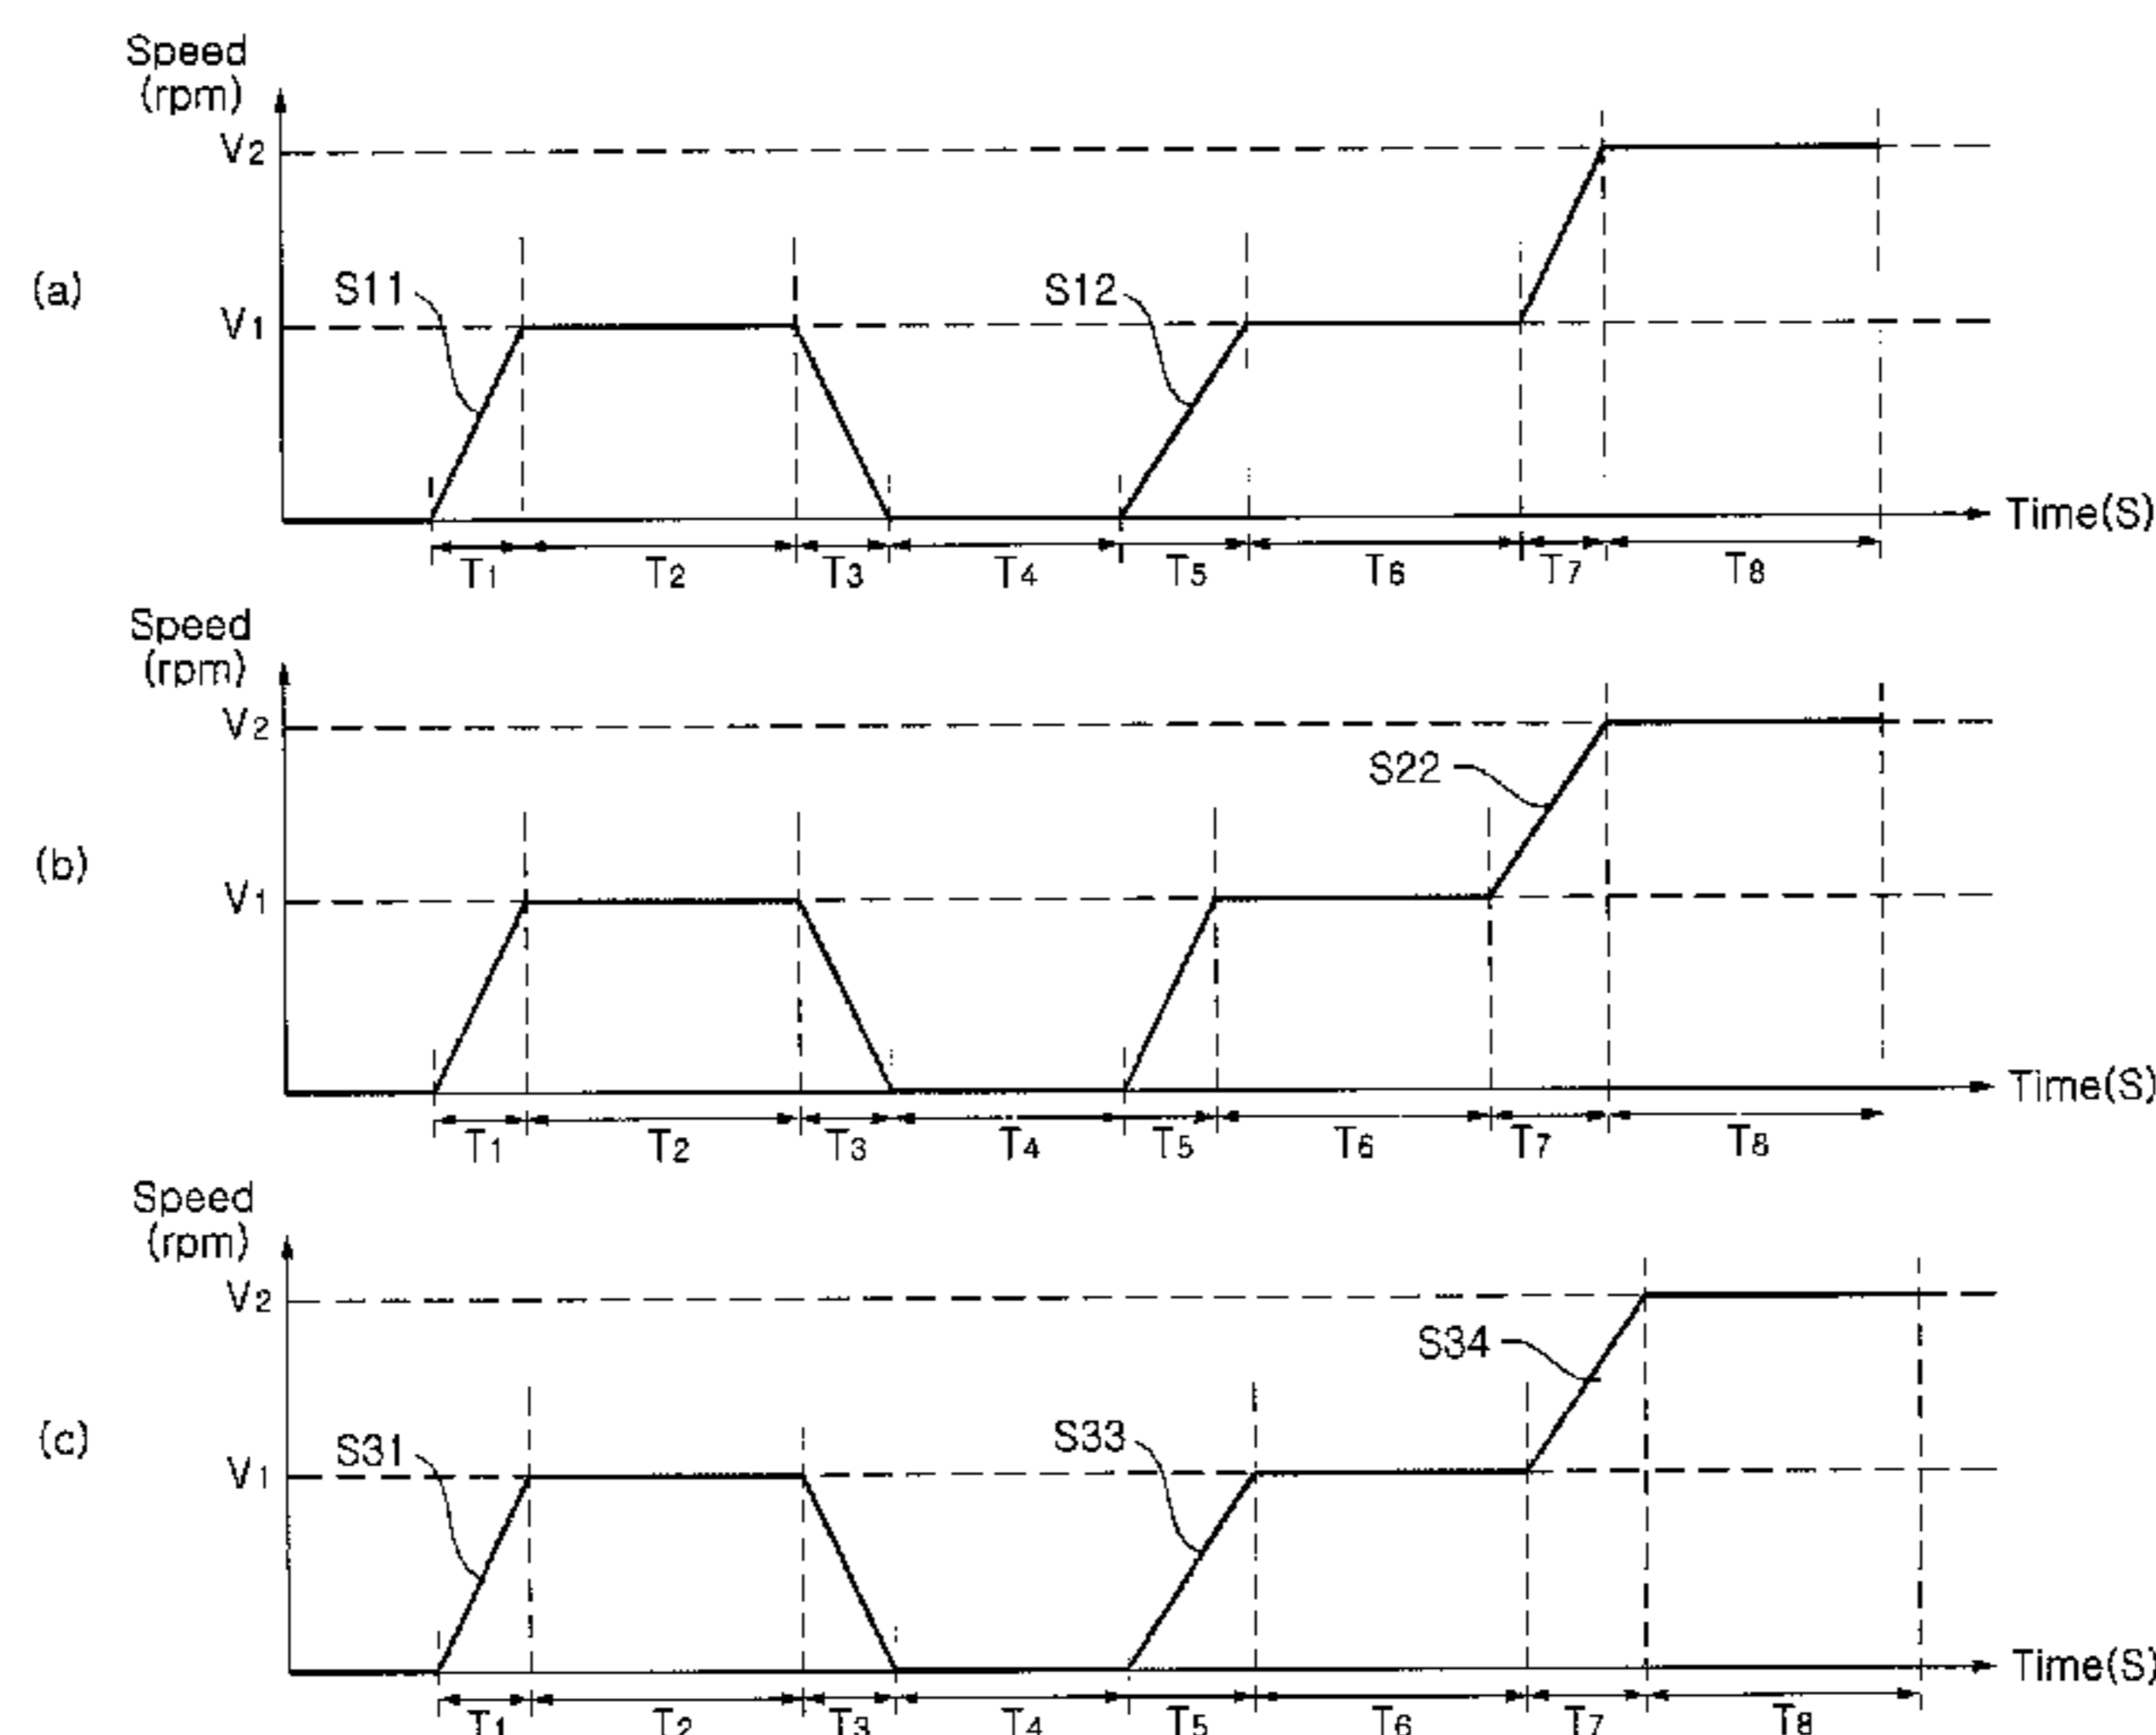 Speed
(rpm)
V2
(a)
S11
S12
V1
Time(S)
T1 T2 T3 T4 T5 T6 T7 T8
Speed
(rpm)
V2
S22
(b)
V1
Time(S)
T1 T2 T3 T4 T5 T6 T7 T8
Speed
(rpm)
V2
S34
(c)
S31
S33
V1
Time(S)
T1 T2 T3 T4 T5 T6 T7 T8